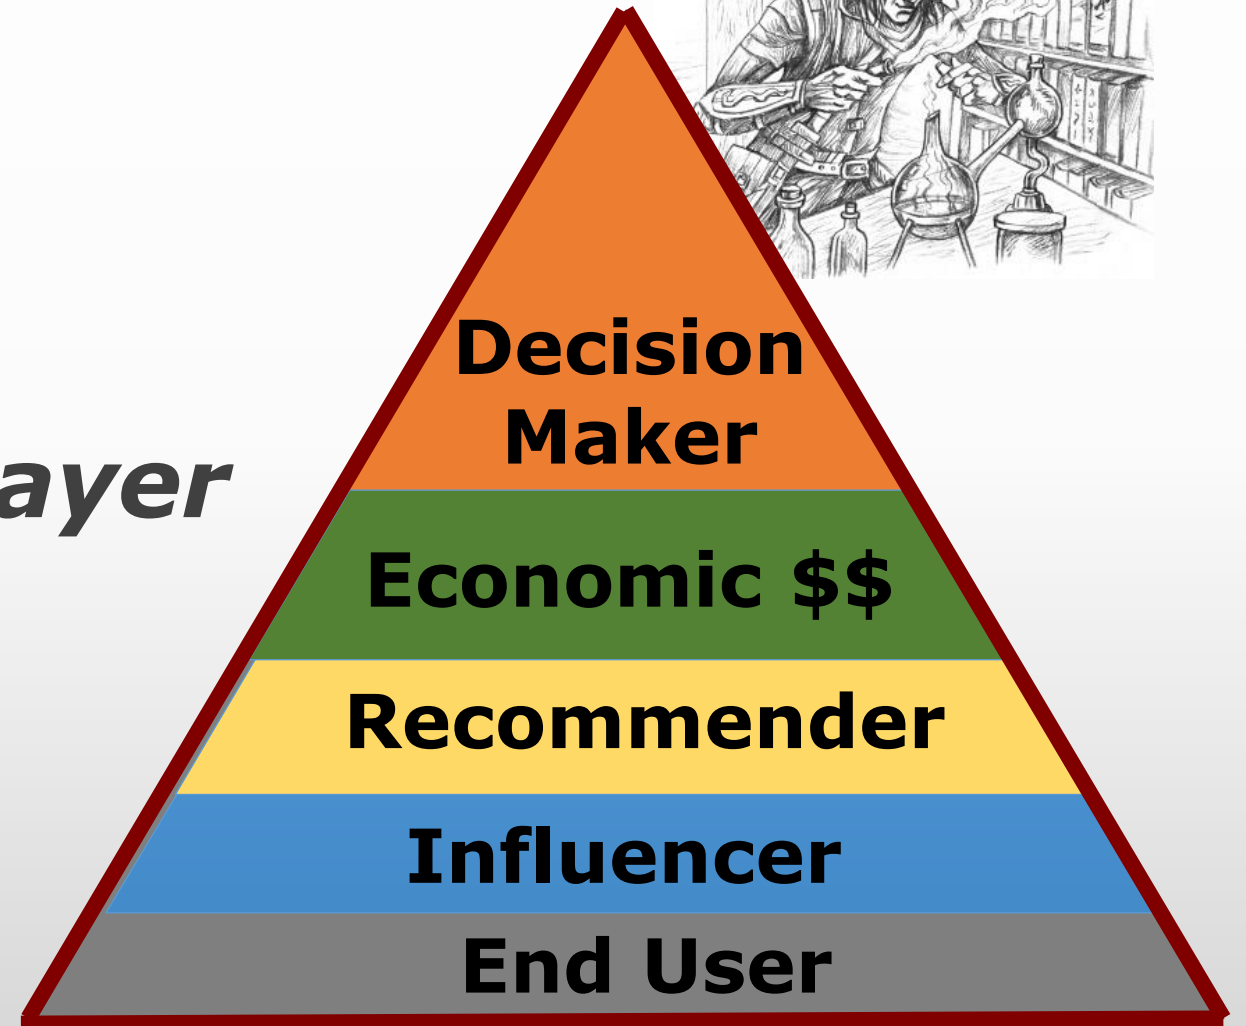 Decision
Maker
ayer
Economic $$
Recommender
Influencer
End User